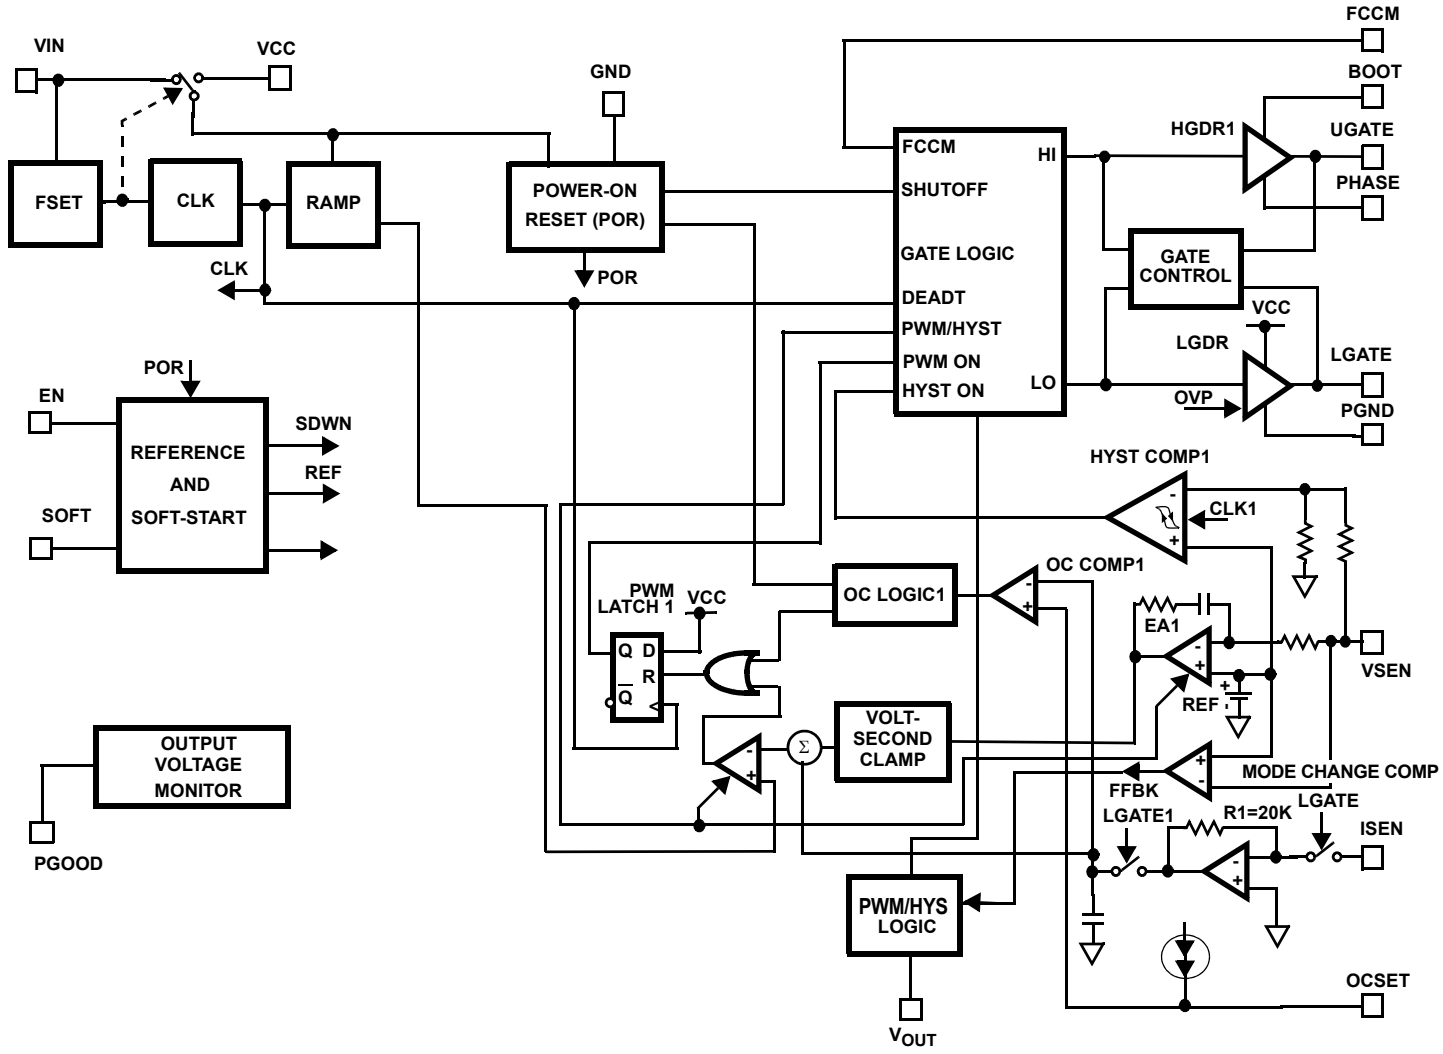 FCCM
VIN
VCC
GND
BOOT
HGDR1
UGATE
PHASE
FSET
CLK
RAMP
POWER-ON
RESET (POR)
FCCM
HI
SHUTOFF
GATE LOGIC
DEADT
PWM/HYST
PWM ON
HYST ON
LO
GATE
CONTROL
CLK
POR
VCC
LGDR
LGATE
OVP
PGND
POR
EN
REFERENCE
AND
SOFT-START
SDWN
REF
SOFT
HYST COMP1
-
CLK1
+
OC COMP1
-
+
OC LOGIC1
PWM
LATCH 1
VCC
Q D
R
Q
<
EA1
-
+
VSEN
+
REF
-
VOLT-
SECOND
CLAMP
Σ
-
+
OUTPUT
VOLTAGE
MONITOR
PGOOD
+
-
MODE CHANGE COMP
FFBK
LGATE
LGATE1
R1=20K
ISEN
-
+
PWM/HYS
LOGIC
OCSET
VOUT